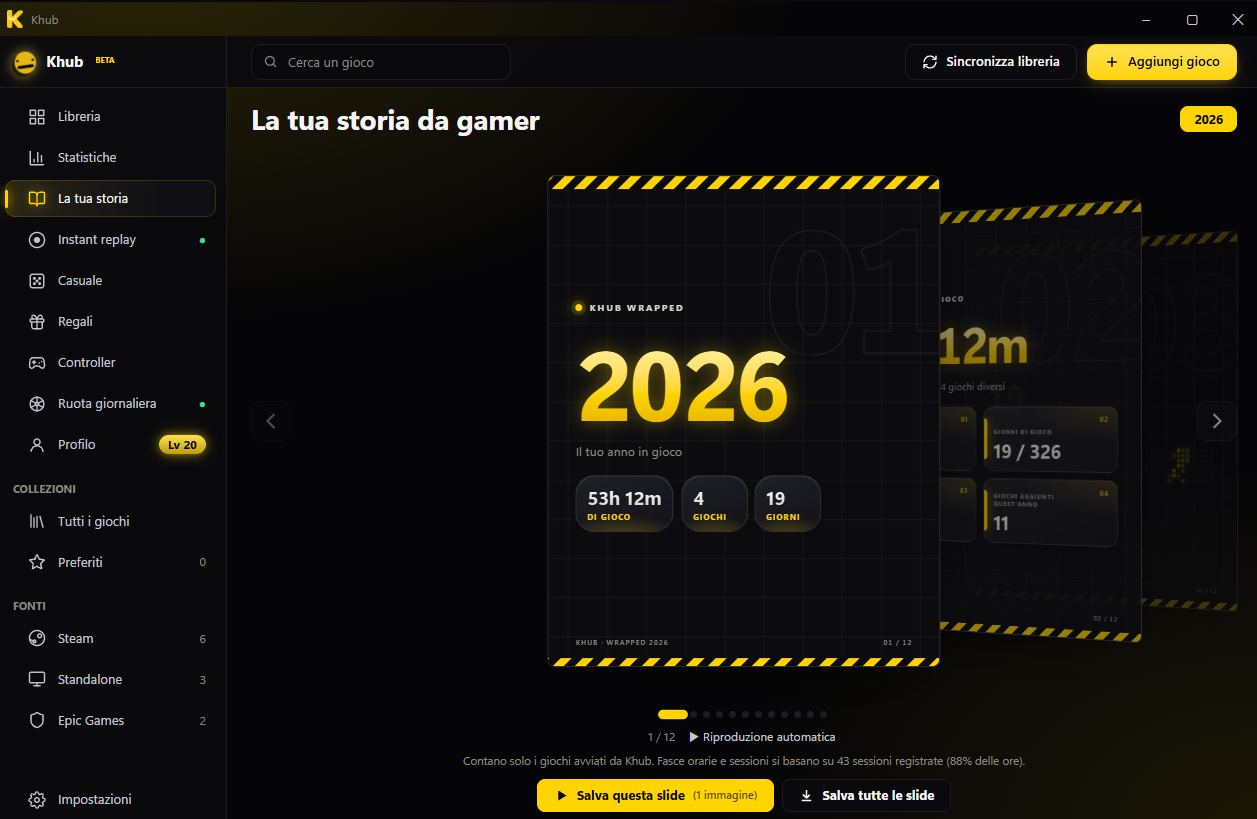 Khub
Khub BETA
Cerca un gioco
Sincronizza libreria
Aggiungi gioco
Libreria
Statistiche
La tua storia
Instant replay
Casuale
Regali
Controller
Ruota giornaliera
Profilo
Lv 20
COLLEZIONI
Tutti i giochi
Preferiti 0
FONTI
Steam 6
Standalone 3
Epic Games 2
Impostazioni
La tua storia da gamer
2026
01
KHUB WRAPPED
2026
Il tuo anno in gioco
53h 12m
DI GIOCO
4
GIOCHI
19
GIORNI
KHUB · WRAPPED 2026
01 / 12
02
IOCO
12m
4 giochi diversi
01
02
GIORNI DI GIOCO
19 / 326
03
04
GIOCHI AGGIUNTI
QUEST'ANNO
11
02 / 12
1 / 12
Riproduzione automatica
Contano solo i giochi avviati da Khub. Fasce orarie e sessioni si basano su 43 sessioni registrate (88% delle ore).
Salva questa slide (1 immagine)
Salva tutte le slide